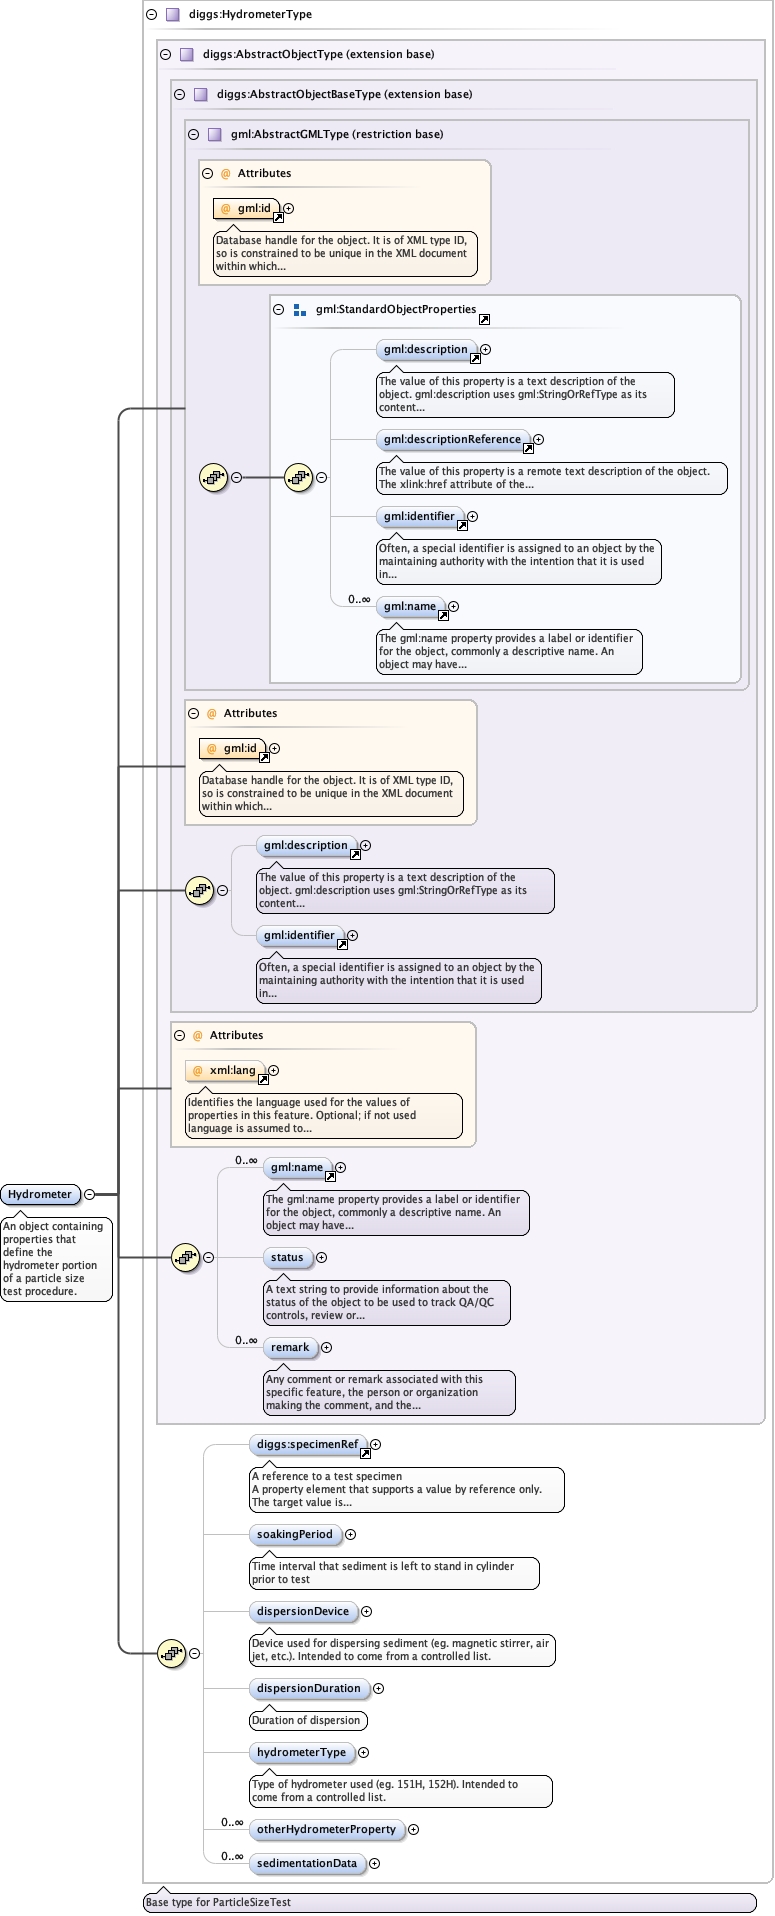 diggs:HydrometerType
diggs:AbstractObjectType (extension base)
diggs:AbstractObjectBaseType (extension base)
gml:AbstractGMLType (restriction base)
@ Attributes
@ gml:id
Database handle for the object. It is of XML type ID,
so is constrained to be unique in the XML document
within which...
gml:StandardObjectProperties
gml:description
The value of this property is a text description of the
object. gml:description uses gml:StringOrRefType as its
content...
gml:descriptionReference
The value of this property is a remote text description of the object.
The xlink:href attribute of the...
gml:identifier
Often, a special identifier is assigned to an object by the
maintaining authority with the intention that it is used
in...
0..∞
gml:name
The gml:name property provides a label or identifier
for the object, commonly a descriptive name. An
object may have...
@ Attributes
@ gml:id
Database handle for the object. It is of XML type ID,
so is constrained to be unique in the XML document
within which...
gml:description
The value of this property is a text description of the
object. gml:description uses gml:StringOrRefType as its
content...
gml:identifier
Often, a special identifier is assigned to an object by the
maintaining authority with the intention that it is used
in...
@ Attributes
@ xml:lang
Identifies the language used for the values of
properties in this feature. Optional; if not used
language is assumed to...
Hydrometer
An object containing
properties that
define the
hydrometer portion
of a particle size
test procedure.
0..∞
gml:name
The gml:name property provides a label or identifier
for the object, commonly a descriptive name. An
object may have...
status
A text string to provide information about the
status of the object to be used to track QA/QC
controls, review or...
0..∞
remark
Any comment or remark associated with this
specific feature, the person or organization
making the comment, and the...
diggs:specimenRef
A reference to a test specimen
A property element that supports a value by reference only.
The target value is...
soakingPeriod
Time interval that sediment is left to stand in cylinder
prior to test
dispersionDevice
Device used for dispersing sediment (eg. magnetic stirrer, air
jet, etc.). Intended to come from a controlled list.
dispersionDuration
Duration of dispersion
hydrometerType
Type of hydrometer used (eg. 151H, 152H). Intended to
come from a controlled list.
0..∞
otherHydrometerProperty
0..∞
sedimentationData
Base type for ParticleSizeTest